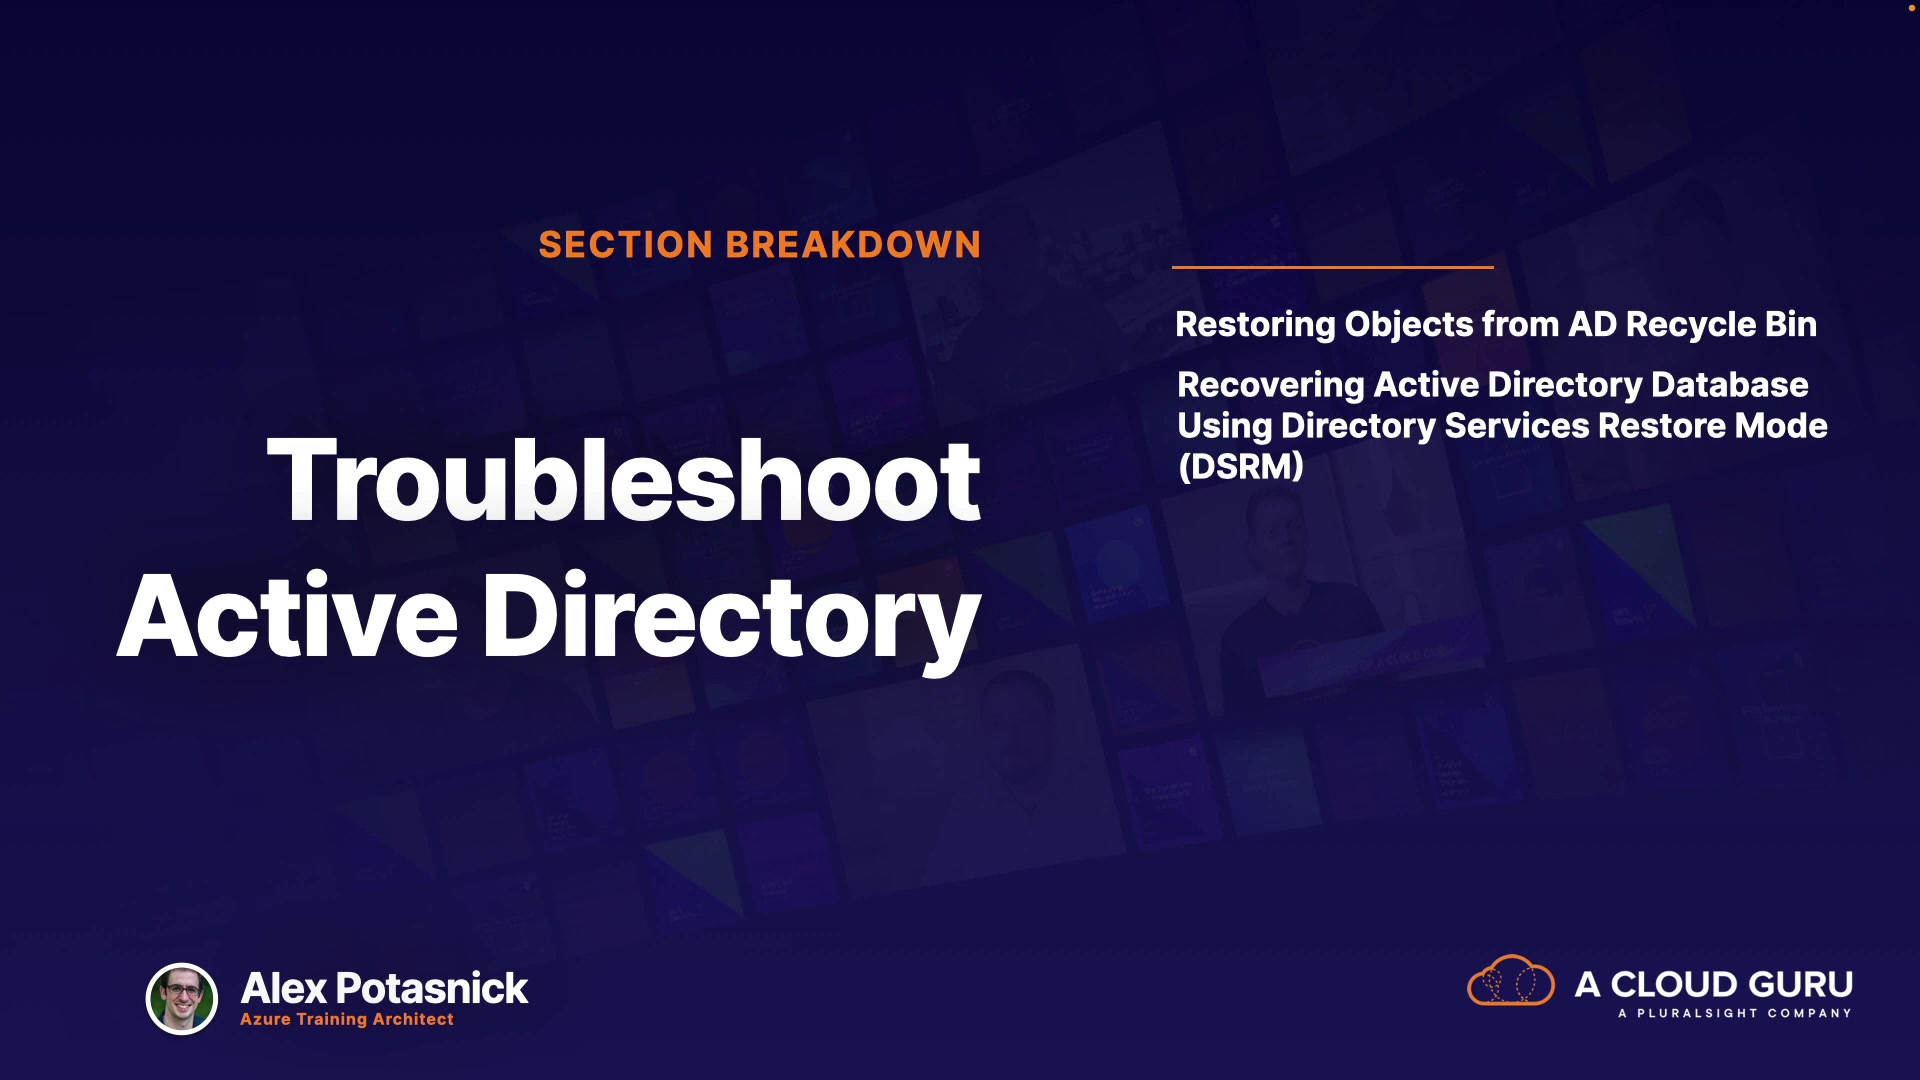 SECTION BREAKDOWN
Troubleshoot
Active Directory
Restoring Objects from AD Recycle Bin
Recovering Active Directory Database
Using Directory Services Restore Mode
(DSRM)
Alex Potasnick
Azure Training Architect
A CLOUD GURU
A PLURALSIGHT COMPANY